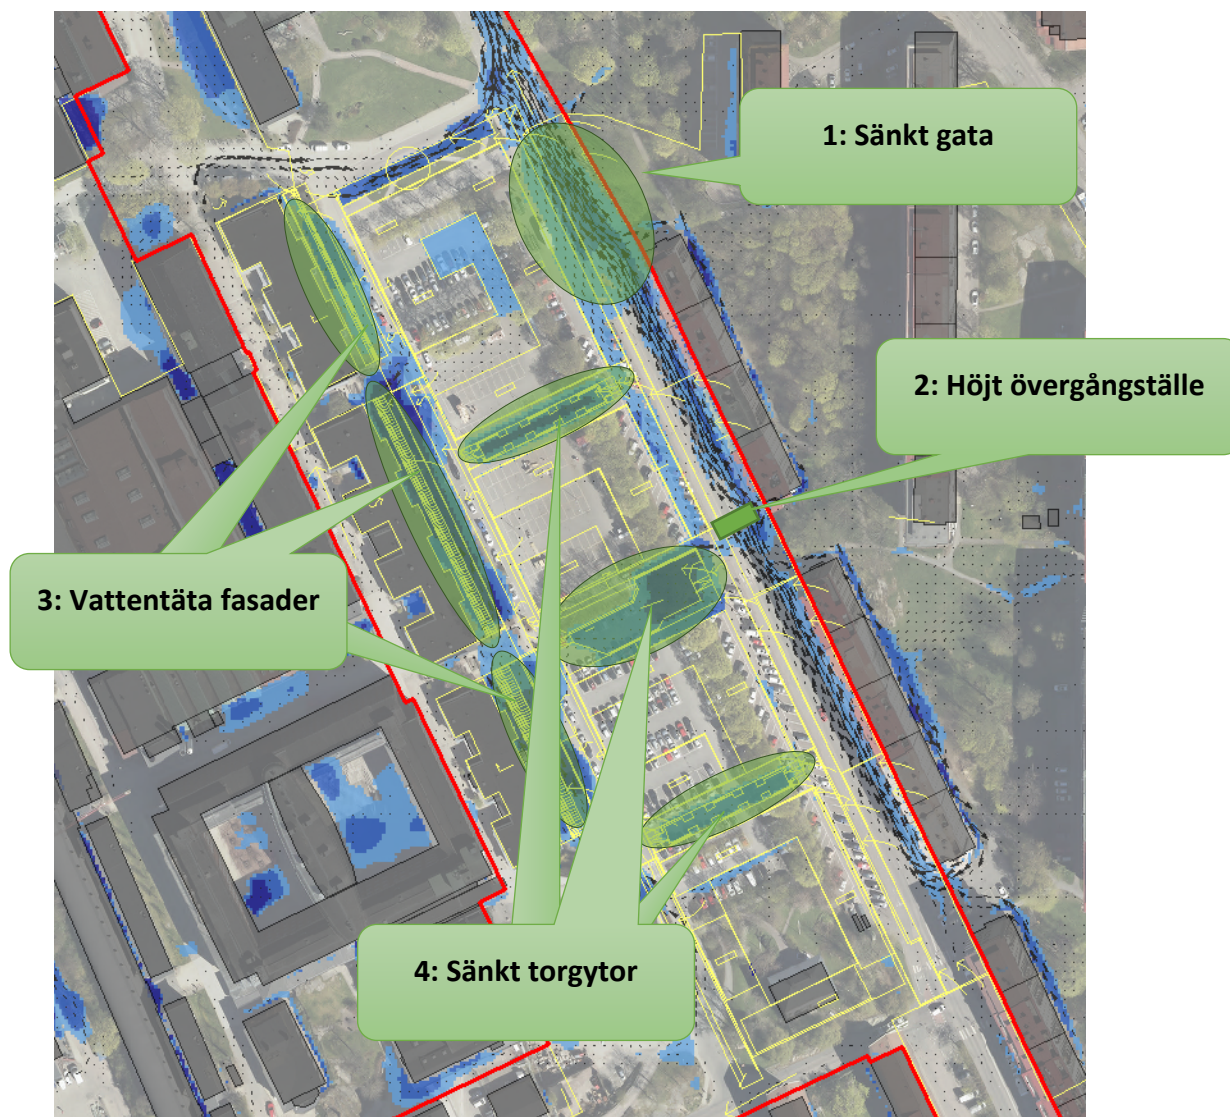 1: Sänkt gata
2: Höjt övergångställe
3: Vattentäta fasader
4: Sänkt torgytor